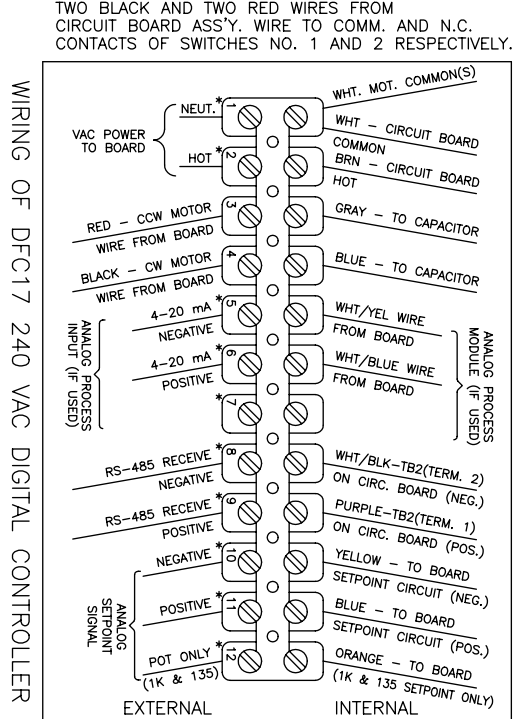 TWO BLACK AND TWO RED WIRES FROM
CIRCUIT BOARD ASS'Y. WIRE TO COMM. AND N.C.
CONTACTS OF SWITCHES NO. 1 AND 2 RESPECTIVELY.
WIRING OF DFC17 240 VAC DIGITAL CONTROLLER
VAC POWER
TO BOARD
NEUT.*
1
WHT. MOT. COMMON(S)
WHT - CIRCUIT BOARD
COMMON
HOT *
2
BRN - CIRCUIT BOARD
HOT
RED - CCW MOTOR
WIRE FROM BOARD
3
GRAY - TO CAPACITOR
BLACK - CW MOTOR
WIRE FROM BOARD
4
BLUE - TO CAPACITOR
ANALOG PROCESS
INPUT (IF
USED)
4-20 mA *
NEGATIVE
5
WHT/YEL WIRE
FROM BOARD
4-20 mA *
POSITIVE
6
WHT/BLUE WIRE
FROM BOARD
ANALOG PROCESS
MODULE (IF
USED)
*
7
RS-485 RECEIVE *
NEGATIVE
8
WHT/BLK-TB2(TERM. 2)
ON CIRC. BOARD (NEG.)
RS-485 RECEIVE *
POSITIVE
9
PURPLE-TB2(TERM. 1)
ON CIRC. BOARD (POS.)
ANALOG
SETPOINT
SIGNAL
NEGATIVE *
10
YELLOW - TO BOARD
SETPOINT CIRCUIT (NEG.)
POSITIVE *
11
BLUE - TO BOARD
SETPOINT CIRCUIT (POS.)
POT ONLY *
(1K & 135)
12
ORANGE - TO BOARD
(1K & 135 SETPOINT ONLY)
EXTERNAL
INTERNAL